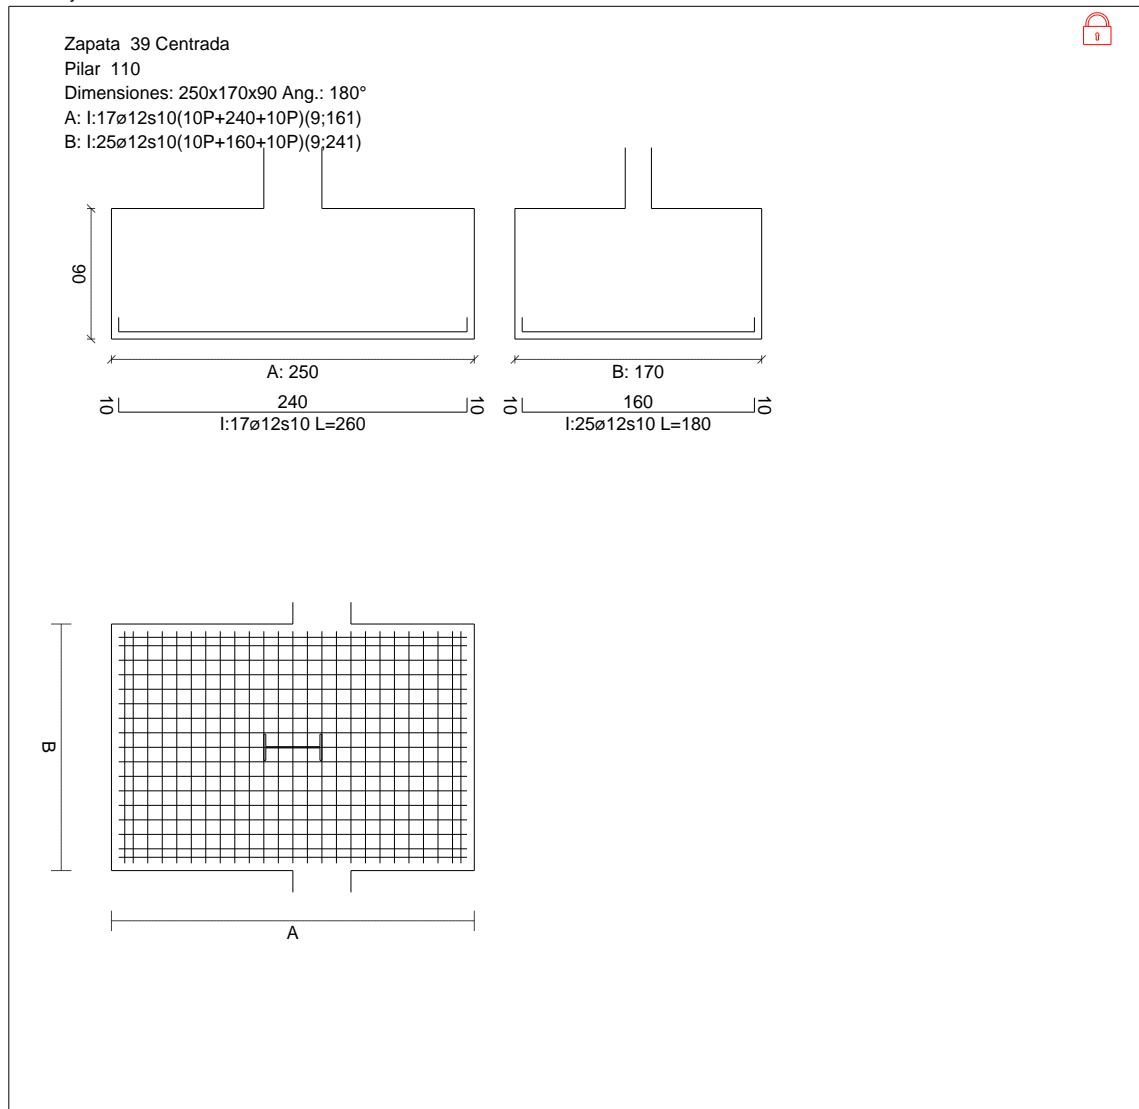 Zapata 39 Centrada
Pilar 110
Dimensiones: 250x170x90 Ang.: 180°
A: I:17ø12s10(10P+240+10P)(9;161)
B: I:25ø12s10(10P+160+10P)(9;241)
90
A: 250
B: 170
10 240 10
10 160 10
I:17ø12s10 L=260
I:25ø12s10 L=180
B
A